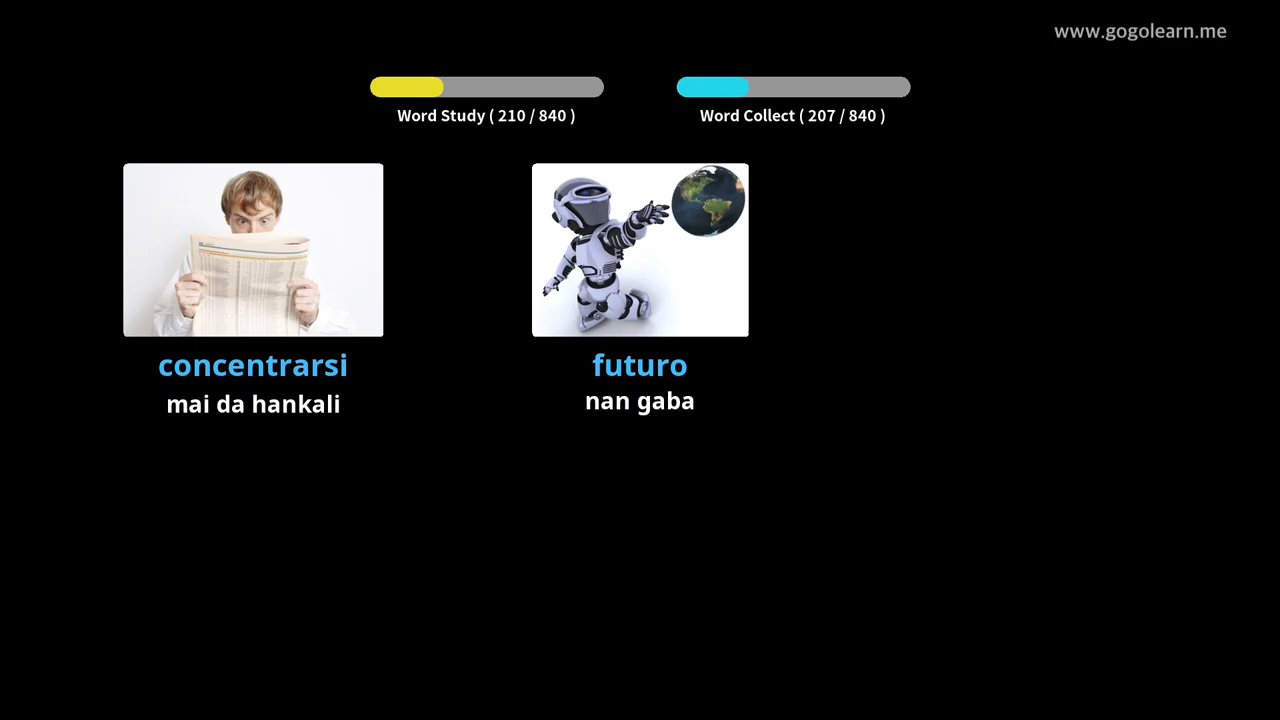 www.gogolearn.me
Word Study ( 210 / 840 )
Word Collect ( 207 / 840 )
concentrarsi
mai da hankali
futuro
nan gaba